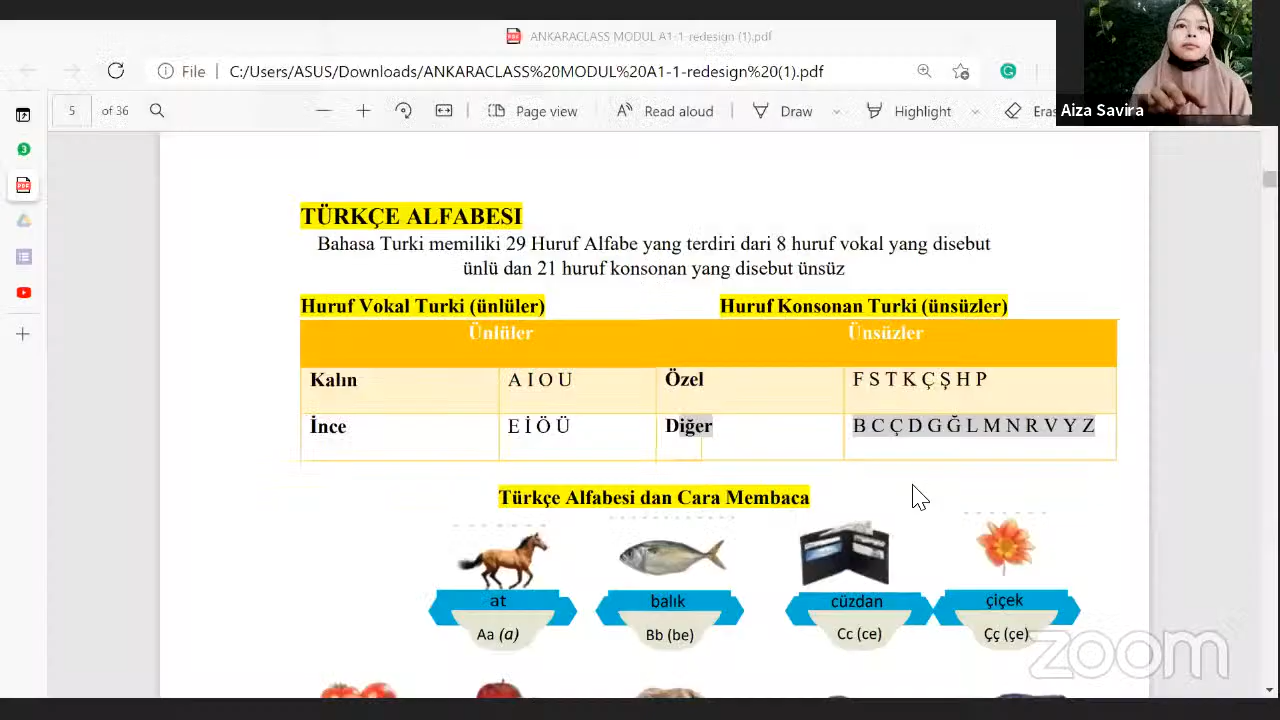 ANKARACLASS MODUL A1-1-redesign (1).pdf
File | C:/Users/ASUS/Downloads/ANKARACLASS%20MODUL%20A1-1-redesign%20(1).pdf
Aiza Savira
5 of 36 Page view Read aloud Draw Highlight Eras
3
TÜRKÇE ALFABESI
Bahasa Turki memiliki 29 Huruf Alfabe yang terdiri dari 8 huruf vokal yang disebut
ünlü dan 21 huruf konsonan yang disebut ünsüz
Huruf Vokal Turki (ünlüler) Huruf Konsonan Turki (ünsüzler)
Ünlüler Ünsüzler
Kalın A I O U Özel F S T K Ç Ş H P
İnce E İ Ö Ü Diğer B C Ç D G Ğ L M N R V Y Z
Türkçe Alfabesi dan Cara Membaca
at balık cüzdan çiçek
Aa (a) Bb (be) Cc (ce) Çç (çe)
zoom